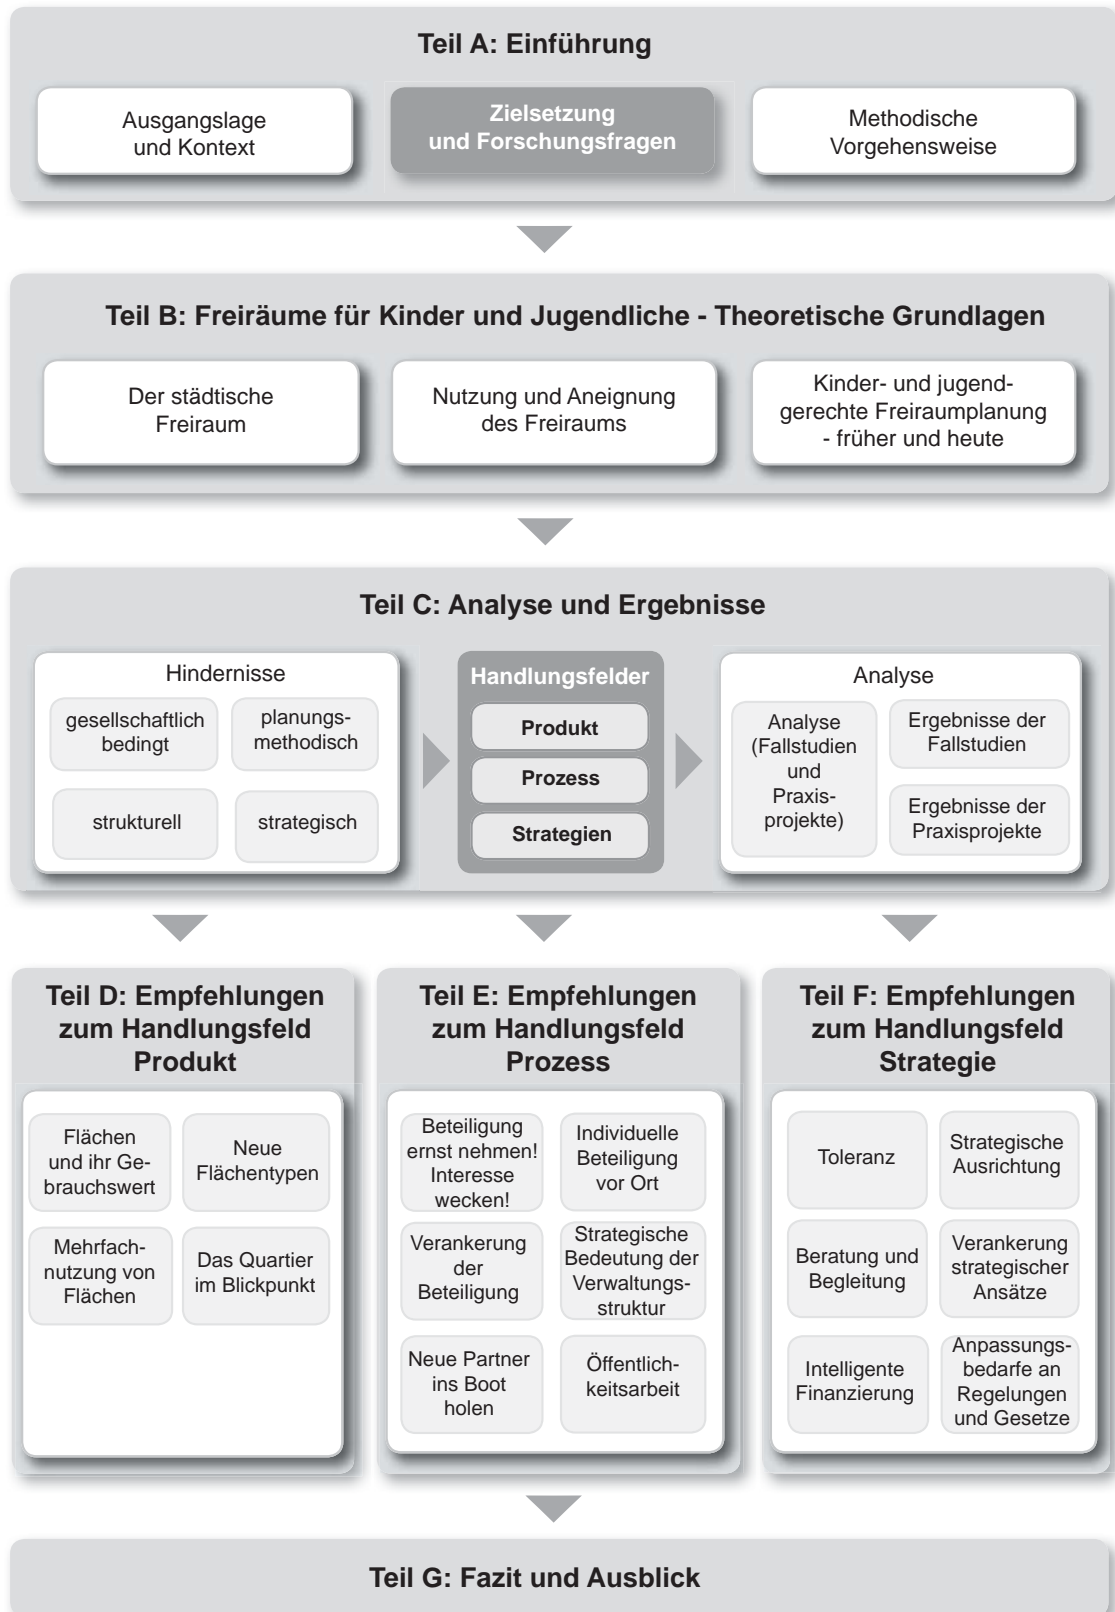 Teil A: Einführung
Ausgangslage
und Kontext
Zielsetzung
und Forschungsfragen
Methodische
Vorgehensweise
Teil B: Freiräume für Kinder und Jugendliche - Theoretische Grundlagen
Der städtische
Freiraum
Nutzung und Aneignung
des Freiraums
Kinder- und jugend-
gerechte Freiraumplanung
- früher und heute
Teil C: Analyse und Ergebnisse
Hindernisse
gesellschaftlich
bedingt
planungs-
methodisch
strukturell
strategisch
Handlungsfelder
Produkt
Prozess
Strategien
Analyse
Analyse
(Fallstudien
und
Praxis-
projekte)
Ergebnisse der
Fallstudien
Ergebnisse der
Praxisprojekte
Teil D: Empfehlungen
zum Handlungsfeld
Produkt
Flächen
und ihr Ge-
brauchswert
Neue
Flächentypen
Mehrfach-
nutzung von
Flächen
Das Quartier
im Blickpunkt
Teil E: Empfehlungen
zum Handlungsfeld
Prozess
Beteiligung
ernst nehmen!
Interesse
wecken!
Individuelle
Beteiligung
vor Ort
Verankerung
der
Beteiligung
Strategische
Bedeutung der
Verwaltungs-
struktur
Neue Partner
ins Boot
holen
Öffentlich-
keitsarbeit
Teil F: Empfehlungen
zum Handlungsfeld
Strategie
Toleranz
Strategische
Ausrichtung
Beratung und
Begleitung
Verankerung
strategischer
Ansätze
Intelligente
Finanzierung
Anpassungs-
bedarfe an
Regelungen
und Gesetze
Teil G: Fazit und Ausblick